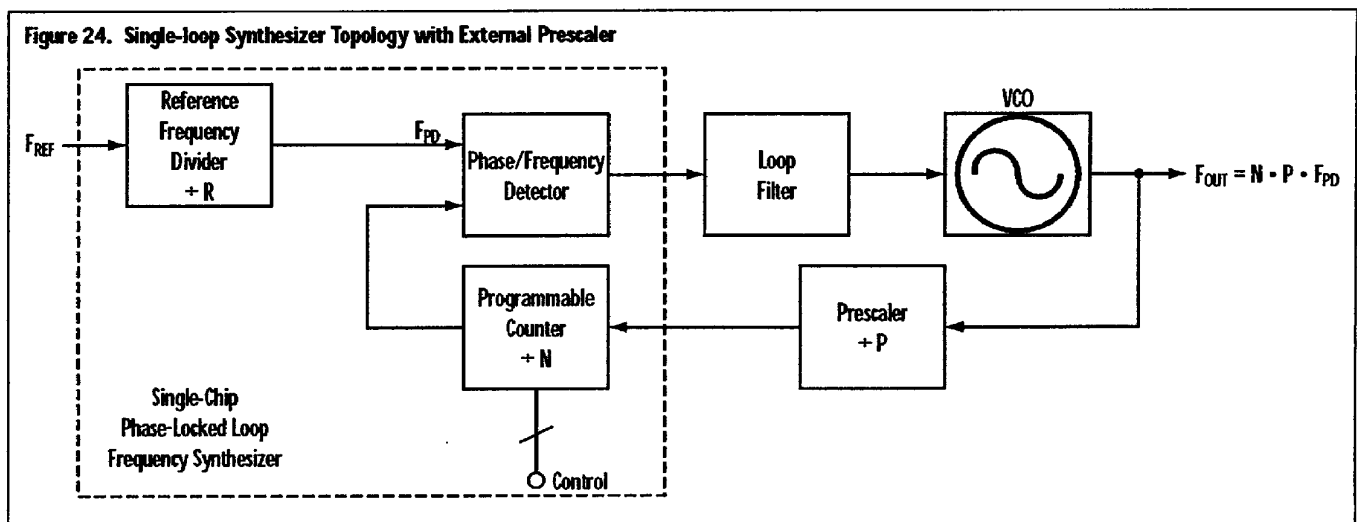 Figure 24. Single-loop Synthesizer Topology with External Prescaler
Reference
Frequency
Divider
÷ R
F_REF
F_PD
Phase/Frequency
Detector
Loop
Filter
VCO
F_OUT = N · P · F_PD
Programmable
Counter
÷ N
Prescaler
÷ P
Single-Chip
Phase-Locked Loop
Frequency Synthesizer
Control